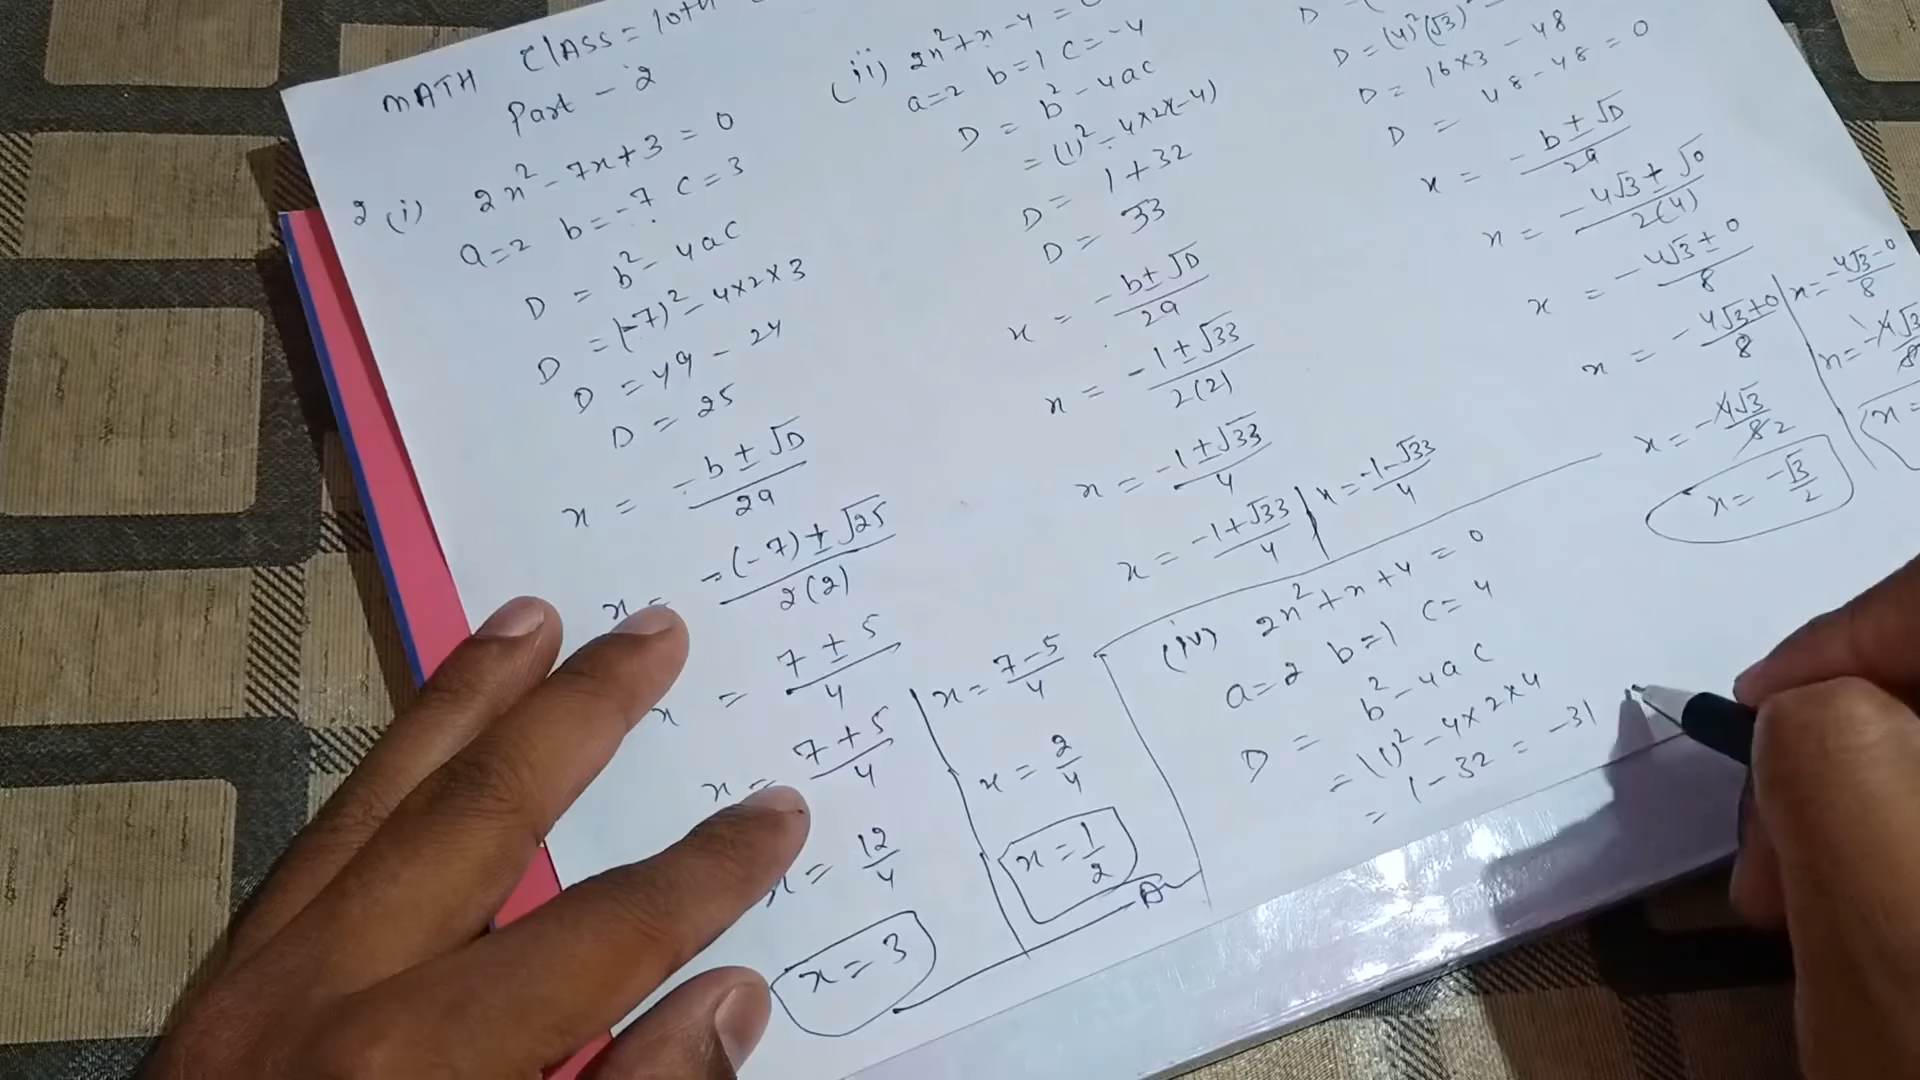 MATH CLASS = 10th
Part - 2
2 (i) 2x² - 7x + 3 = 0
a=2 b=-7 c=3
D = b² - 4ac
D = (-7)² - 4×2×3
D = 49 - 24
D = 25
x = -b ± √D / 2a
x = -(-7) ± √25 / 2(2)
x = 7 ± 5 / 4
x = 7 + 5 / 4
x = 12 / 4
x = 3
x = 7-5 / 4
x = 2 / 4
x = 1 / 2
(ii) 2x² + x - 4 = 0
a=2 b=1 c=-4
D = b² - 4ac
= (1)² - 4×2×(-4)
D = 1 + 32
D = 33
x = -b ± √D / 2a
x = -1 ± √33 / 2(2)
x = -1 ± √33 / 4
x = -1 + √33 / 4
x = -1 - √33 / 4
D = (4)² (√3)² -
D = 16×3 - 48
D = 48 - 48 = 0
x = -b ± √D / 2a
x = -4√3 ± √0 / 2(4)
x = -4√3 ± 0 / 8
x = -4√3 + 0 / 8
x = -4√3 / 8 2
x = -√3 / 2
x = -4√3 - 0 / 8
x = -4√3 / 8
x =
(iv) 2x² + x + 4 = 0
a=2 b=1 c=4
D = b² - 4ac
= (1)² - 4×2×4
= 1 - 32 = -31